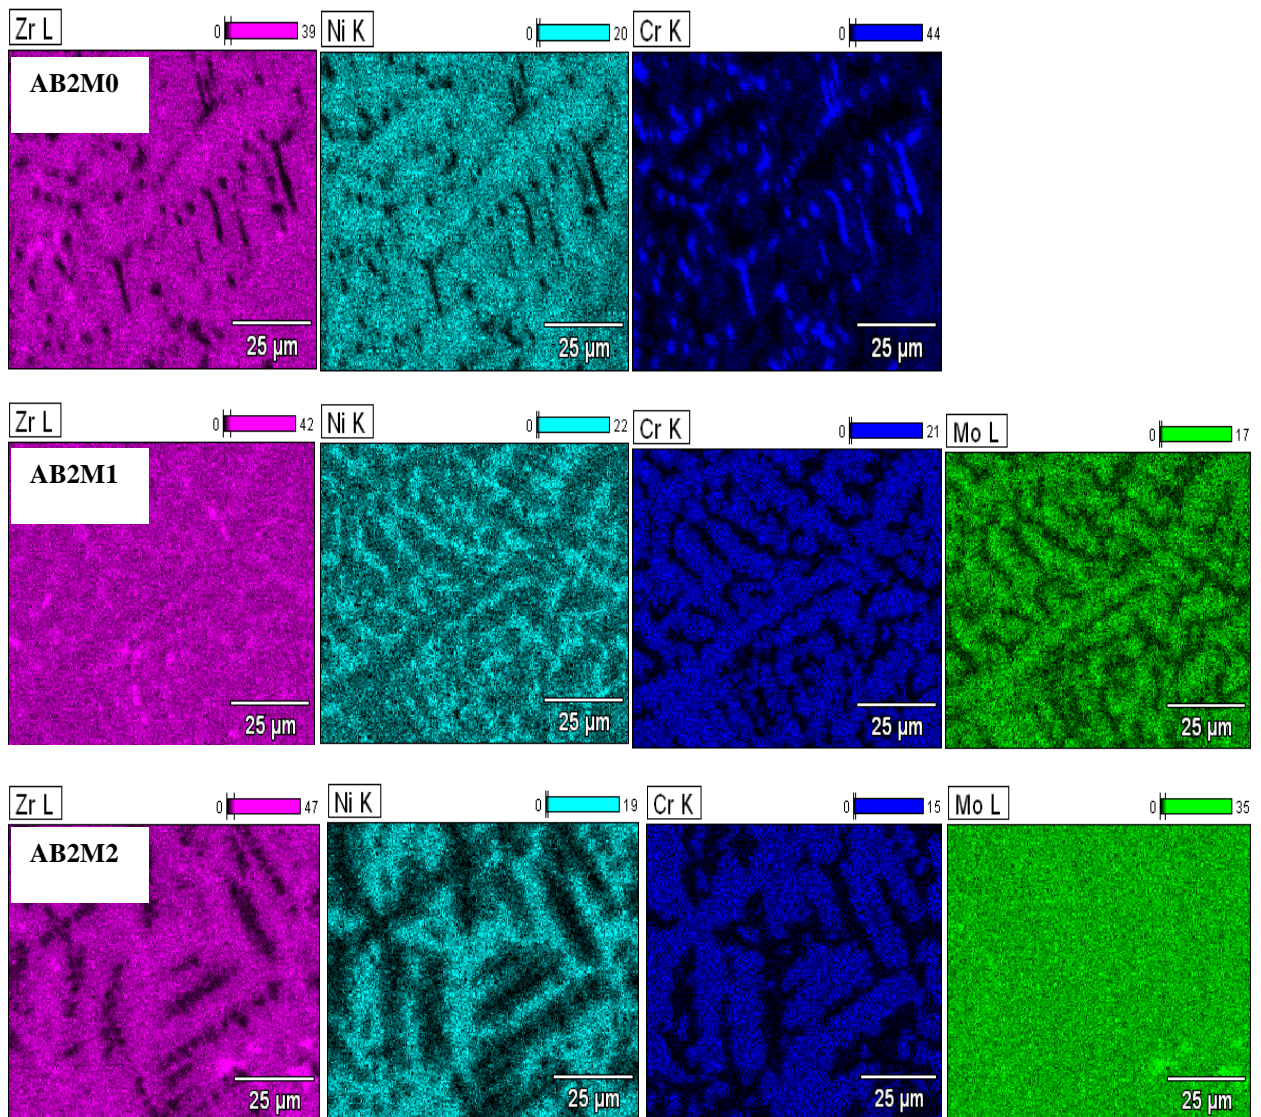 Zr L 0 39 Ni K 0 20 Cr K 0 44
AB2M0
25 µm 25 µm 25 µm
Zr L 0 42 Ni K 0 22 Cr K 0 21 Mo L 0 17
AB2M1
25 µm 25 µm 25 µm 25 µm
Zr L 0 47 Ni K 0 19 Cr K 0 15 Mo L 0 35
AB2M2
25 µm 25 µm 25 µm 25 µm